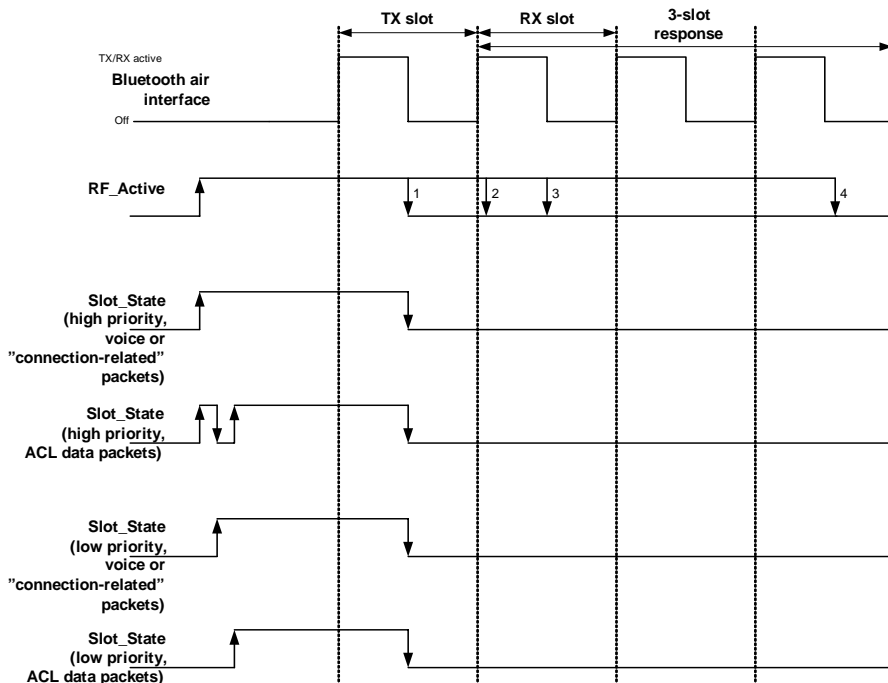 TX slot
RX slot
3-slot
response
TX/RX active
Bluetooth air
interface
Off
RF_Active
1
2
3
4
Slot_State
(high priority,
voice or
”connection-related”
packets)
Slot_State
(high priority,
ACL data packets)
Slot_State
(low priority,
voice or
”connection-related”
packets)
Slot_State
(low priority,
ACL data packets)